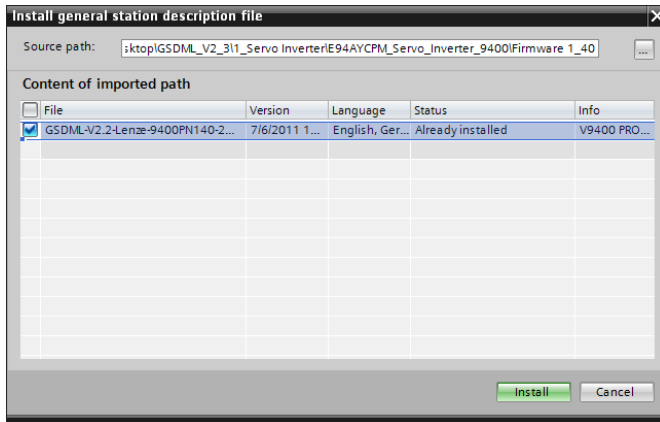 Install general station description file
Source path: ;ktop\GSDML_V2_3\1_Servo Inverter\E94AYCPM_Servo_Inverter_9400\Firmware 1_40 ...
Content of imported path
File Version Language Status Info
GSDML-V2.2-Lenze-9400PN140-2... 7/6/2011 1... English, Ger... Already installed V9400 PRO...
Install Cancel